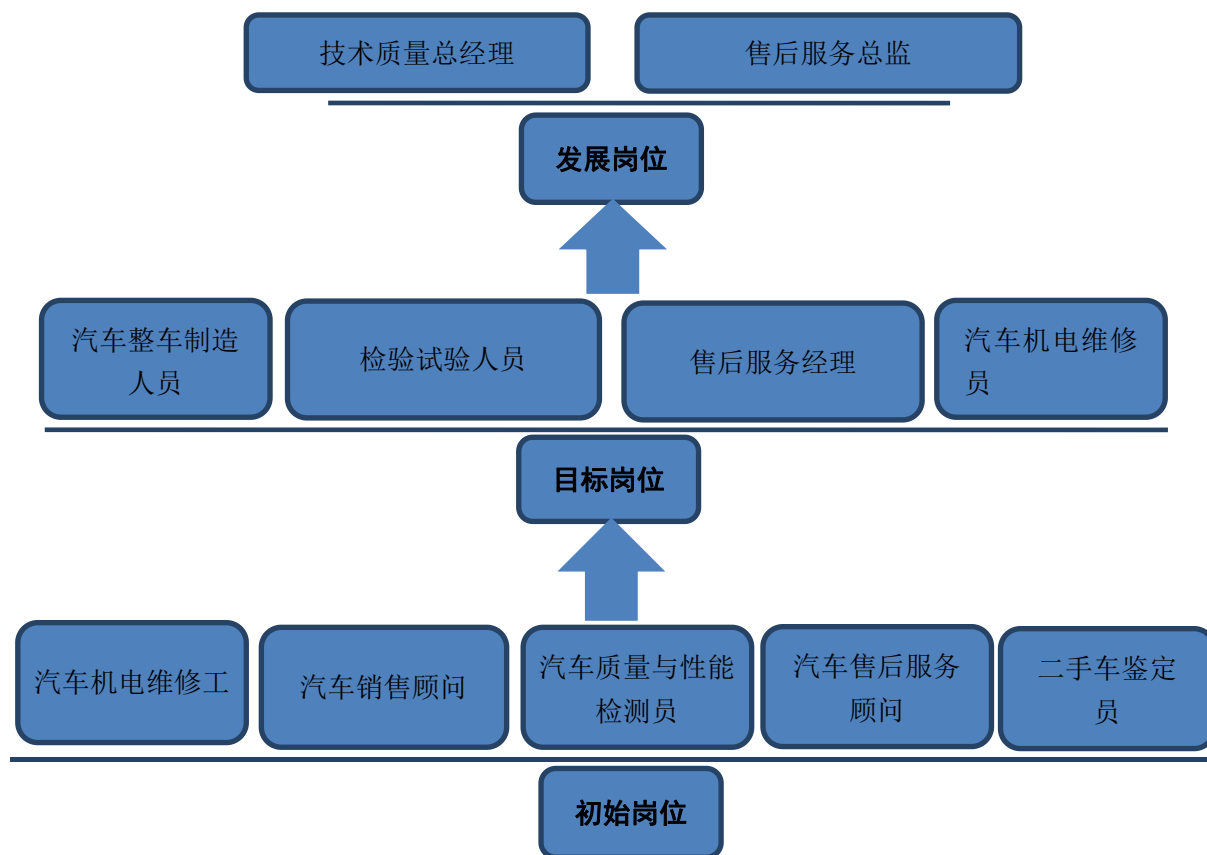 技术质量总经理
售后服务总监
发展岗位
汽车整车制造
人员
检验试验人员
售后服务经理
汽车机电维修
员
目标岗位
汽车机电维修工
汽车销售顾问
汽车质量与性能
检测员
汽车售后服务
顾问
二手车鉴定
员
初始岗位